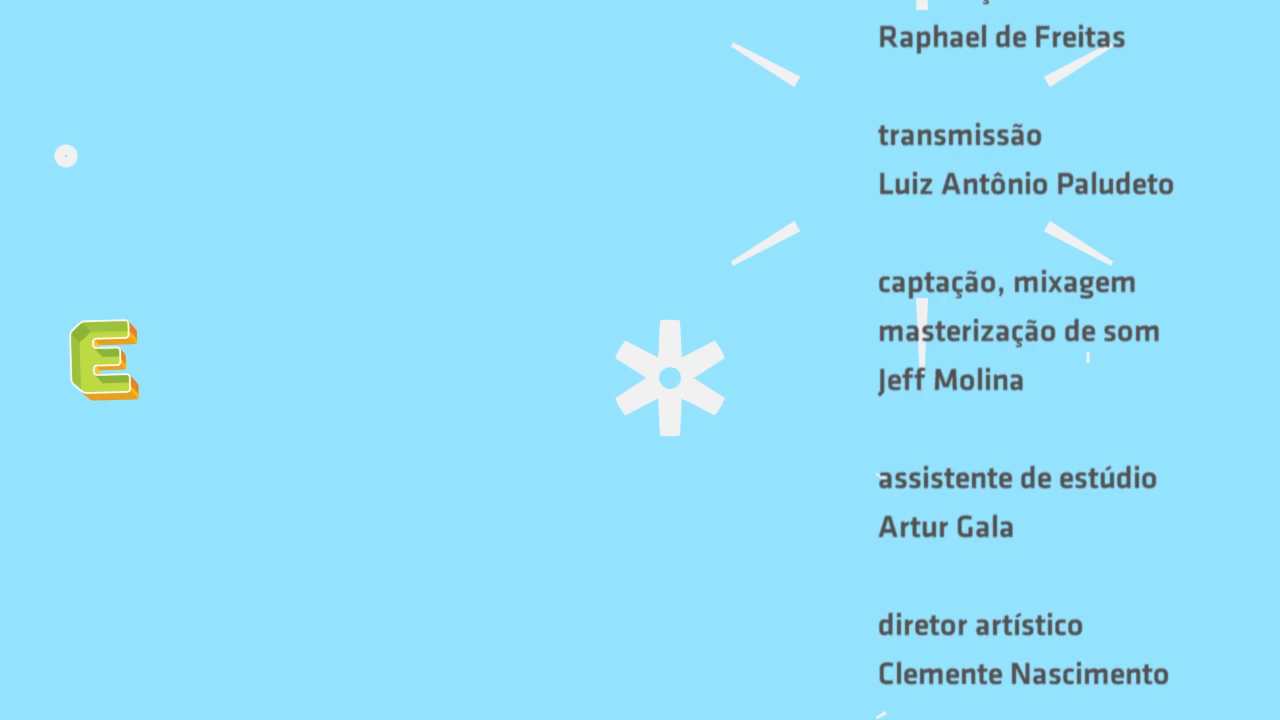 Raphael de Freitas
transmissão
Luiz Antônio Paludeto
captação, mixagem
masterização de som
Jeff Molina
assistente de estúdio
Artur Gala
diretor artístico
Clemente Nascimento
E